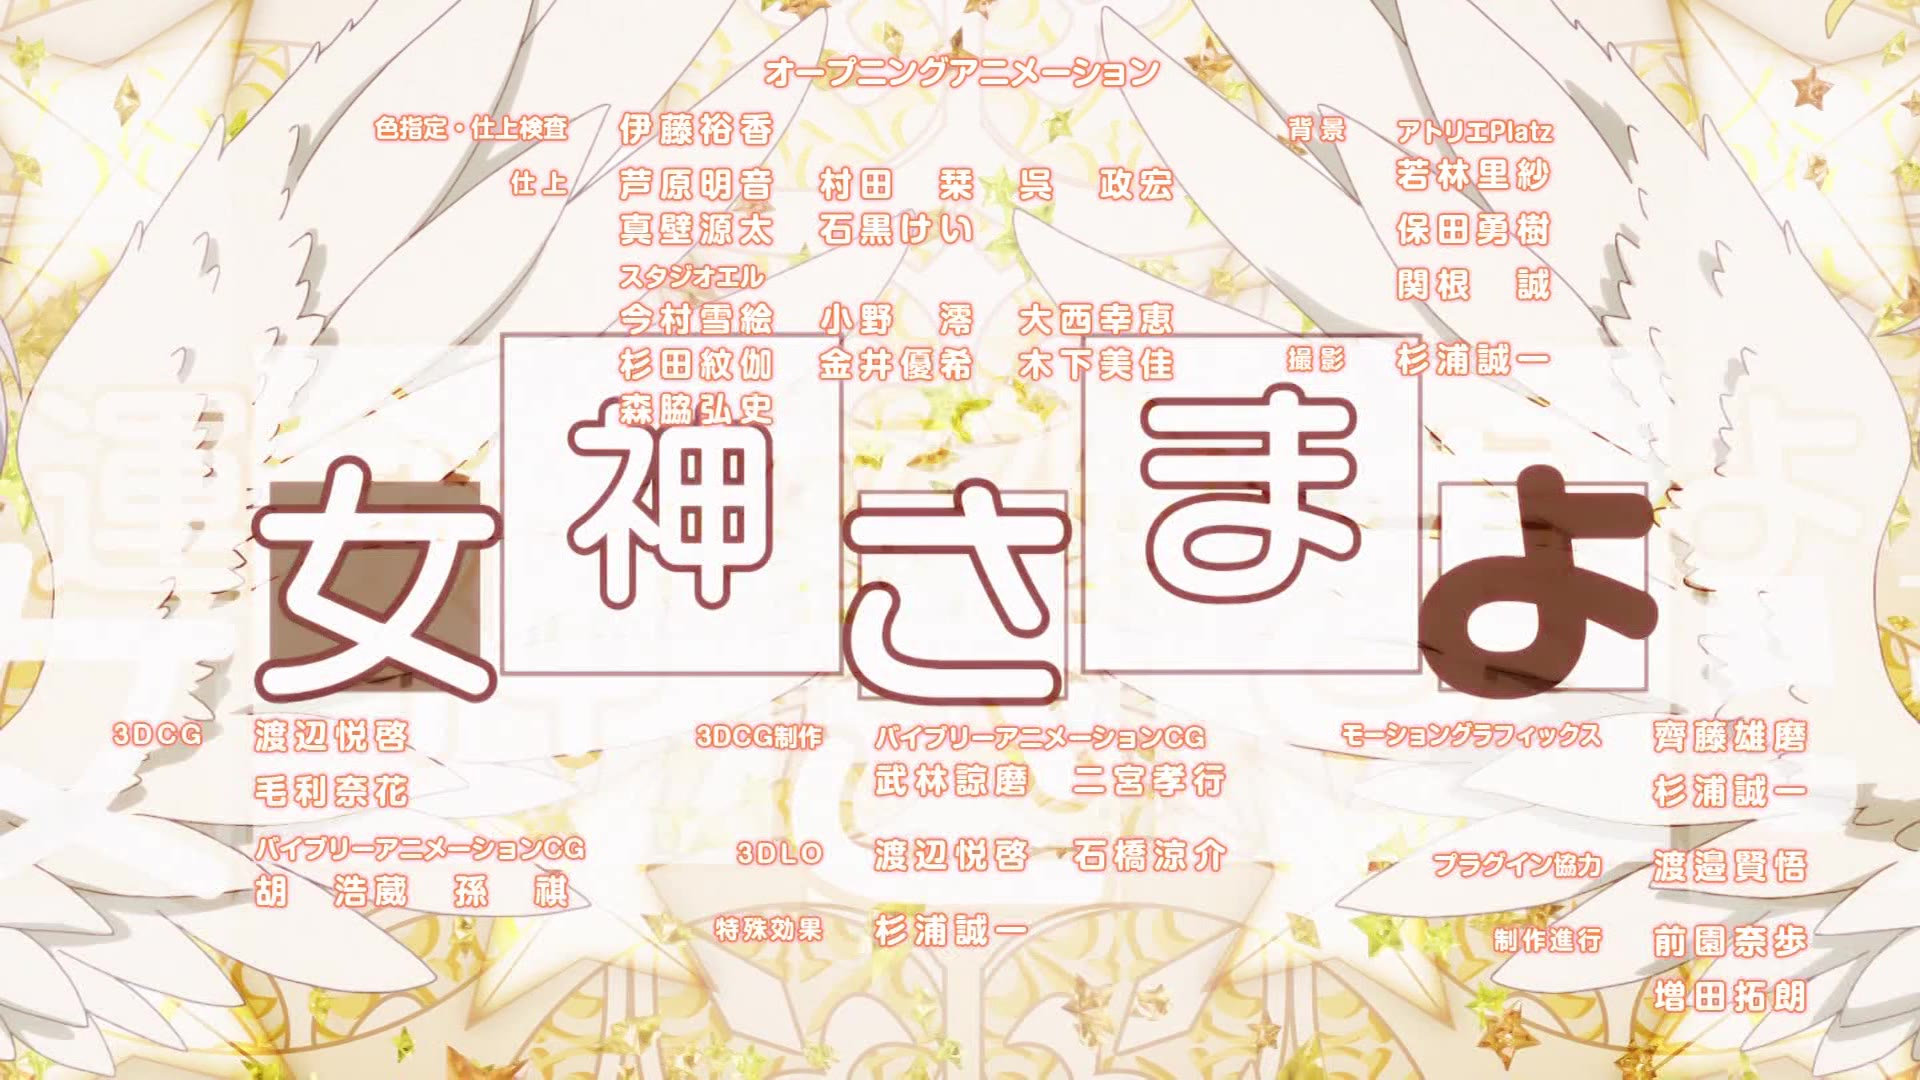 オープニングアニメーション
色指定・仕上検査 伊藤裕香
仕上 芦原明音 村田 栞 呉 政宏
真壁源太 石黒けい
スタジオエル
今村雪絵 小野 澪 大西幸恵
杉田紋伽 金井優希 木下美佳
森脇弘史
背景 アトリエPlatz
若林里紗
保田勇樹
関根 誠
撮影 杉浦誠一
女神さまよ
3DCG 渡辺悦啓
毛利奈花
バイブリーアニメーションCG
胡 浩葳 孫 祺
3DCG制作 バイブリーアニメーションCG
武林諒磨 二宮孝行
3DLO 渡辺悦啓 石橋涼介
特殊効果 杉浦誠一
モーショングラフィックス 齊藤雄磨
杉浦誠一
プラグイン協力 渡邉賢悟
制作進行 前園奈歩
増田拓朗